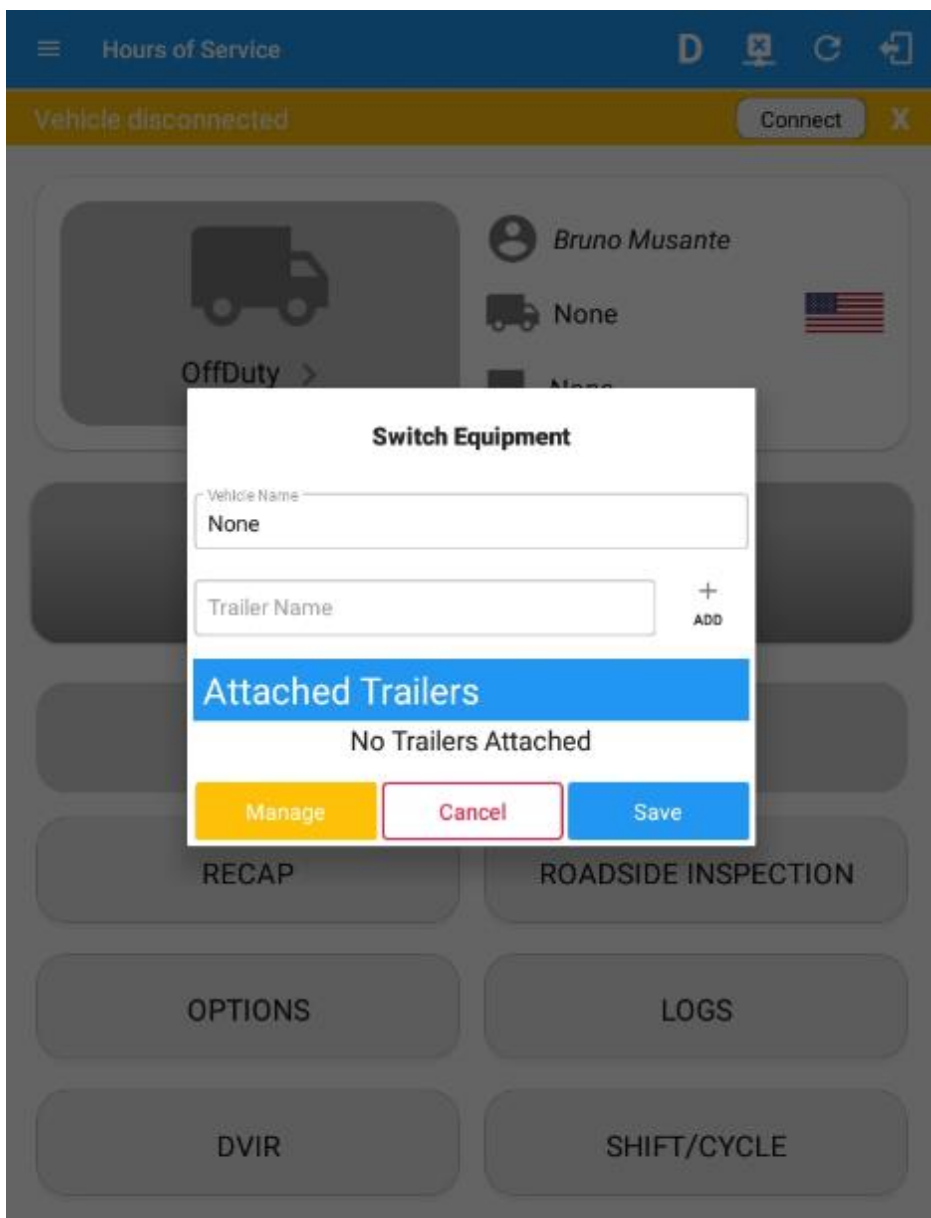 Hours of Service D
Vehicle disconnected Connect X
Bruno Musante
None
OffDuty >
None
Switch Equipment
Vehicle Name
None
Trailer Name
+
ADD
Attached Trailers
No Trailers Attached
Manage Cancel Save
RECAP ROADSIDE INSPECTION
OPTIONS LOGS
DVIR SHIFT/CYCLE